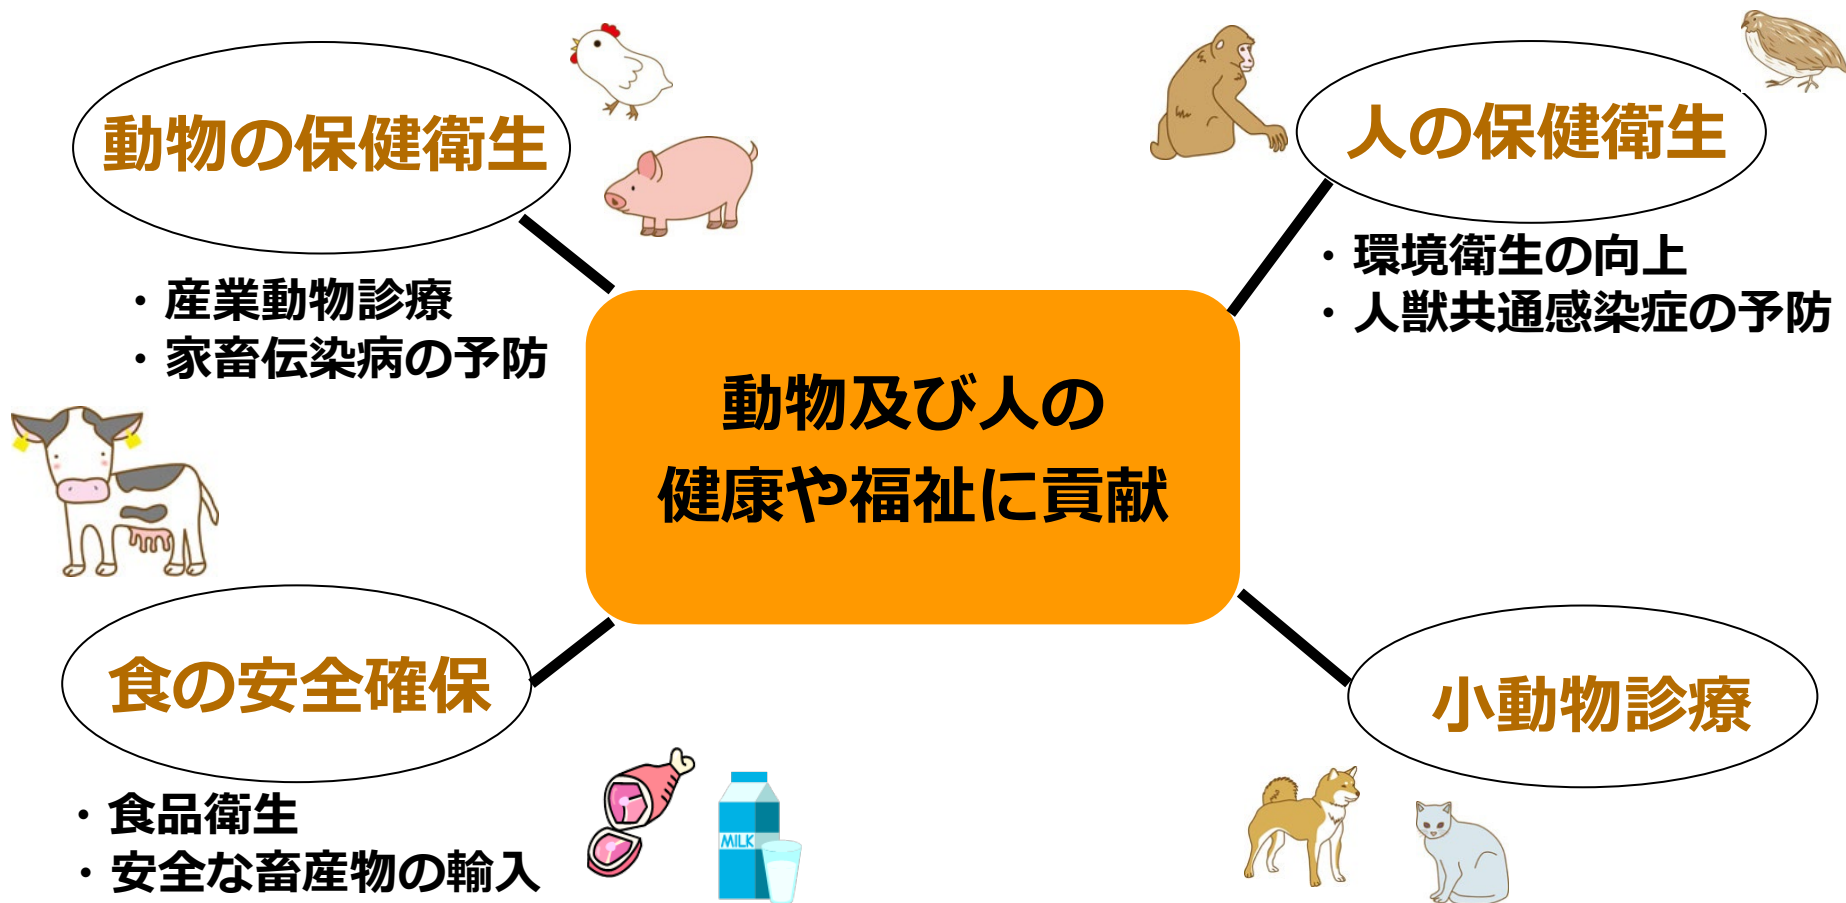 動物の保健衛生
・産業動物診療
・家畜伝染病の予防
人の保健衛生
・環境衛生の向上
・人獣共通感染症の予防
動物及び人の
健康や福祉に貢献
食の安全確保
・食品衛生
・安全な畜産物の輸入
MILK
小動物診療